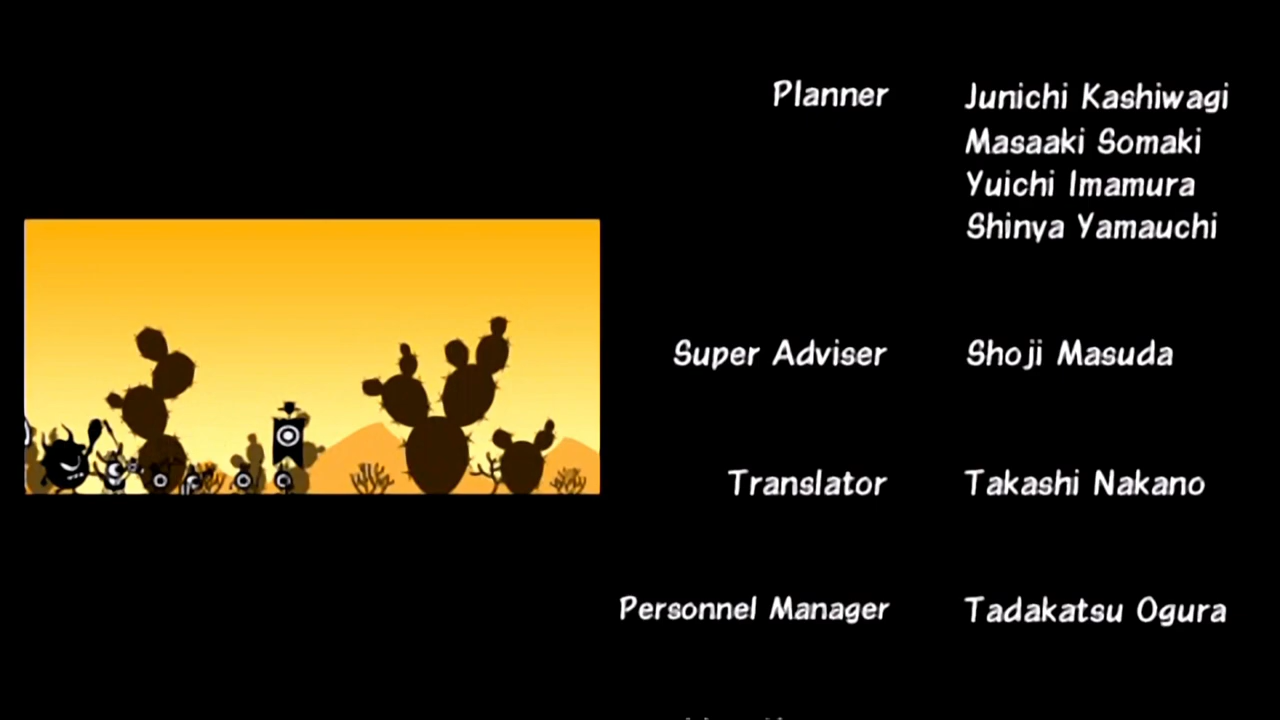 Planner Junichi Kashiwagi
Masaaki Somaki
Yuichi Imamura
Shinya Yamauchi
Super Adviser Shoji Masuda
Translator Takashi Nakano
Personnel Manager Tadakatsu Ogura